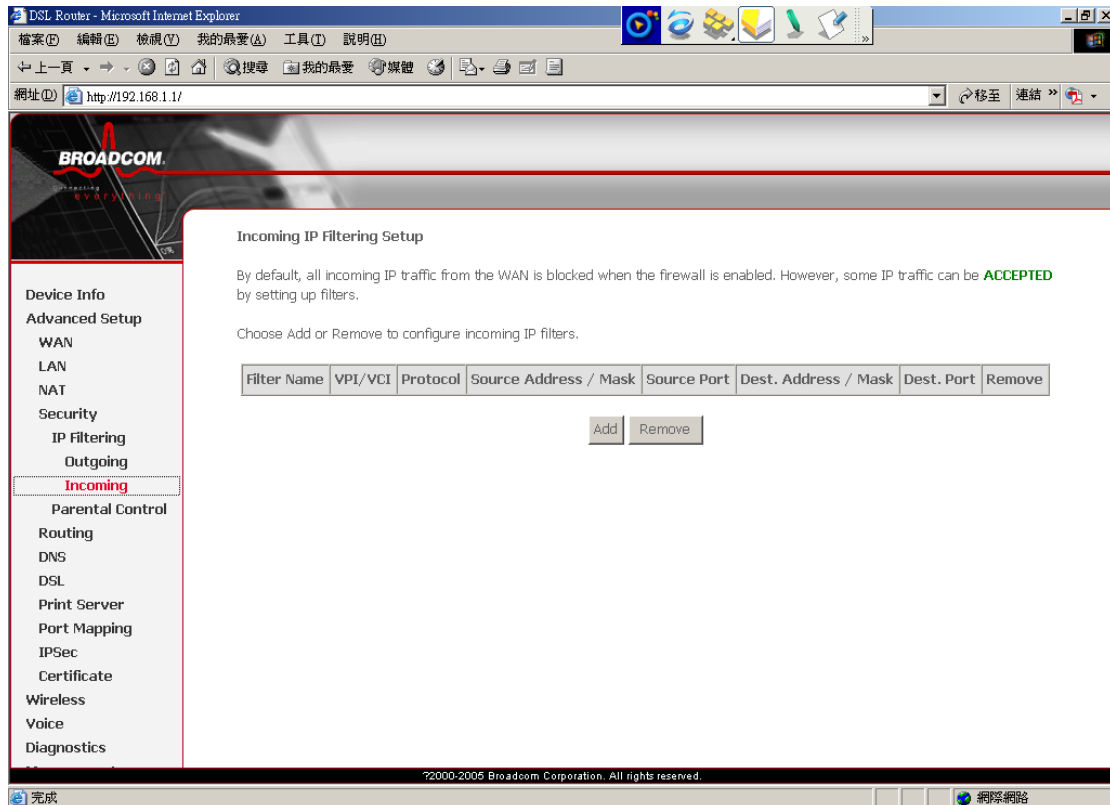 DSL Router - Microsoft Internet Explorer
檔案(F) 編輯(E) 檢視(V) 我的最愛(A) 工具(T) 說明(H)
上一頁 搜尋 我的最愛 媒體
網址(D) http://192.168.1.1/ 移至 連結 »
BROADCOM.
Connecting
everything
Incoming IP Filtering Setup
By default, all incoming IP traffic from the WAN is blocked when the firewall is enabled. However, some IP traffic can be ACCEPTED
by setting up filters.
Choose Add or Remove to configure incoming IP filters.
Filter Name VPI/VCI Protocol Source Address / Mask Source Port Dest. Address / Mask Dest. Port Remove
Add Remove
Device Info
Advanced Setup
WAN
LAN
NAT
Security
IP Filtering
Outgoing
Incoming
Parental Control
Routing
DNS
DSL
Print Server
Port Mapping
IPSec
Certificate
Wireless
Voice
Diagnostics
?2000-2005 Broadcom Corporation. All rights reserved.
完成 網際網路